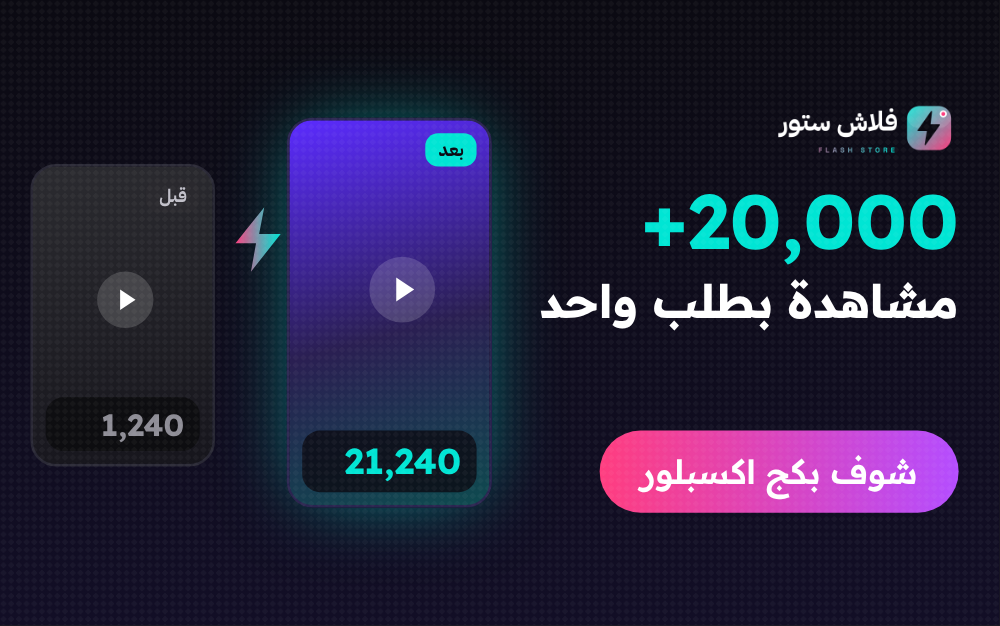 فلاش ستور
FLASH STORE
+20,000
مشاهدة بطلب واحد
شوف بكج اكسبلور
بعد
21,240
قبل
1,240